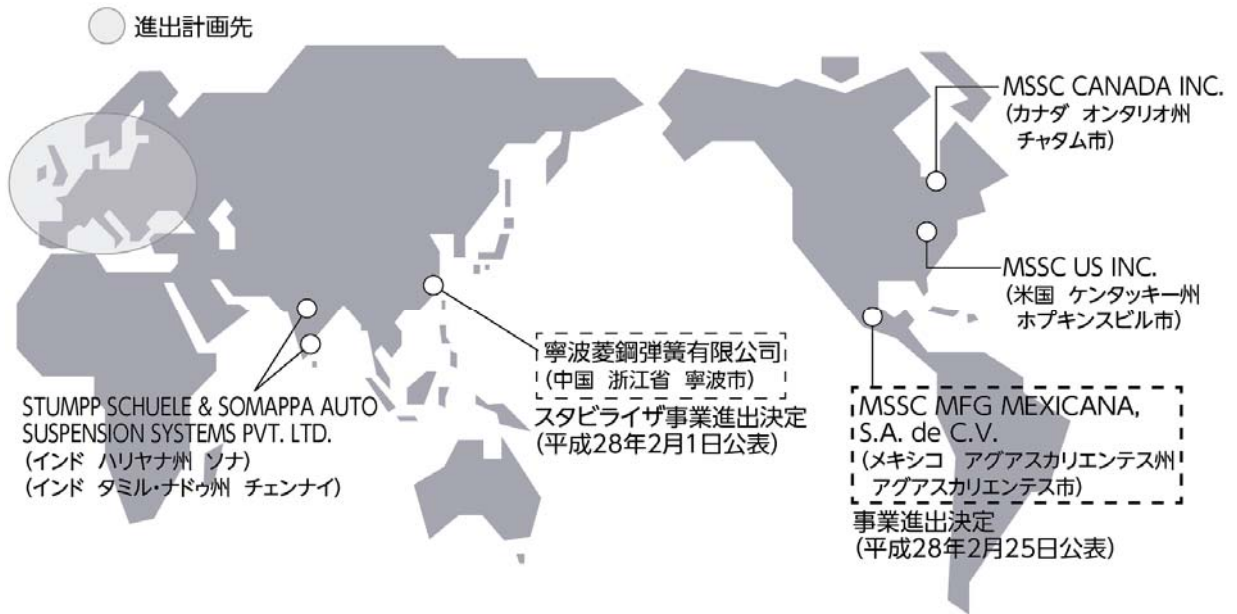 進出計画先
MSSC CANADA INC.
(カナダ オンタリオ州
チャタム市)
MSSC US INC.
(米国 ケンタッキー州
ホプキンスビル市)
寧波菱鋼弾簧有限公司
(中国 浙江省 寧波市)
スタビライザ事業進出決定
(平成28年2月1日公表)
STUMPP SCHUELE & SOMAPPA AUTO
SUSPENSION SYSTEMS PVT. LTD.
(インド ハリヤナ州 ソナ)
(インド タミル・ナドゥ州 チェンナイ)
MSSC MFG MEXICANA,
S.A. de C.V.
(メキシコ アグアスカリエンテス州
アグアスカリエンテス市)
事業進出決定
(平成28年2月25日公表)